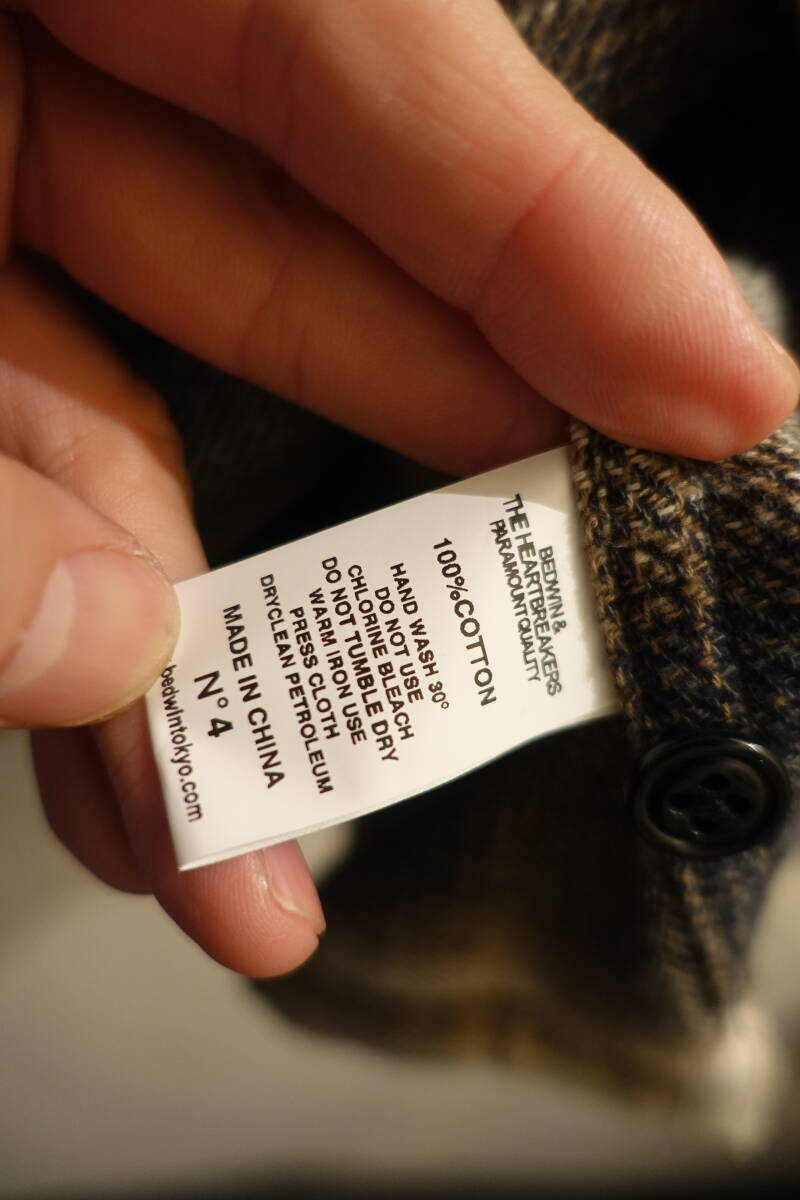 BEDWIN &
THE HEARTBREAKERS
PARAMOUNT QUALITY
100%COTTON
HAND WASH 30°
DO NOT USE
CHLORINE BLEACH
DO NOT TUMBLE DRY
WARM IRON USE
PRESS CLOTH
DRYCLEAN PETROLEUM
MADE IN CHINA
N°4
bedwintokyo.com